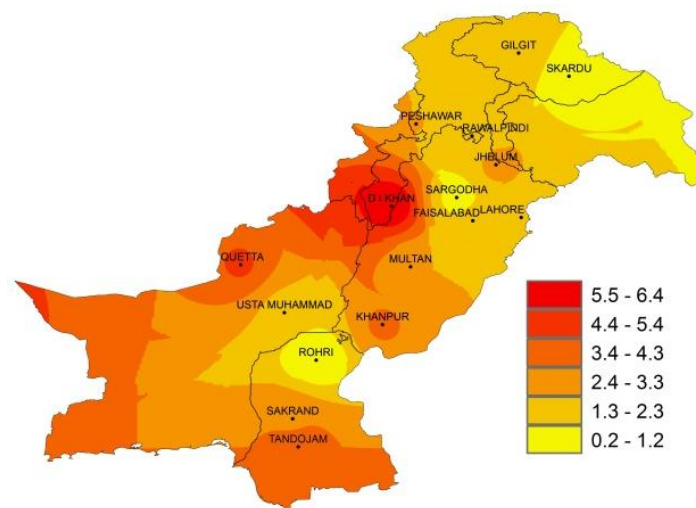 GILGIT
SKARDU
PESHAWAR
RAWALPINDI
JHELUM
D I KHAN
SARGODHA
FAISALABAD
LAHORE
QUETTA
MULTAN
USTA MUHAMMAD
KHANPUR
ROHRI
SAKRAND
TANDOJAM
5.5 - 6.4
4.4 - 5.4
3.4 - 4.3
2.4 - 3.3
1.3 - 2.3
0.2 - 1.2